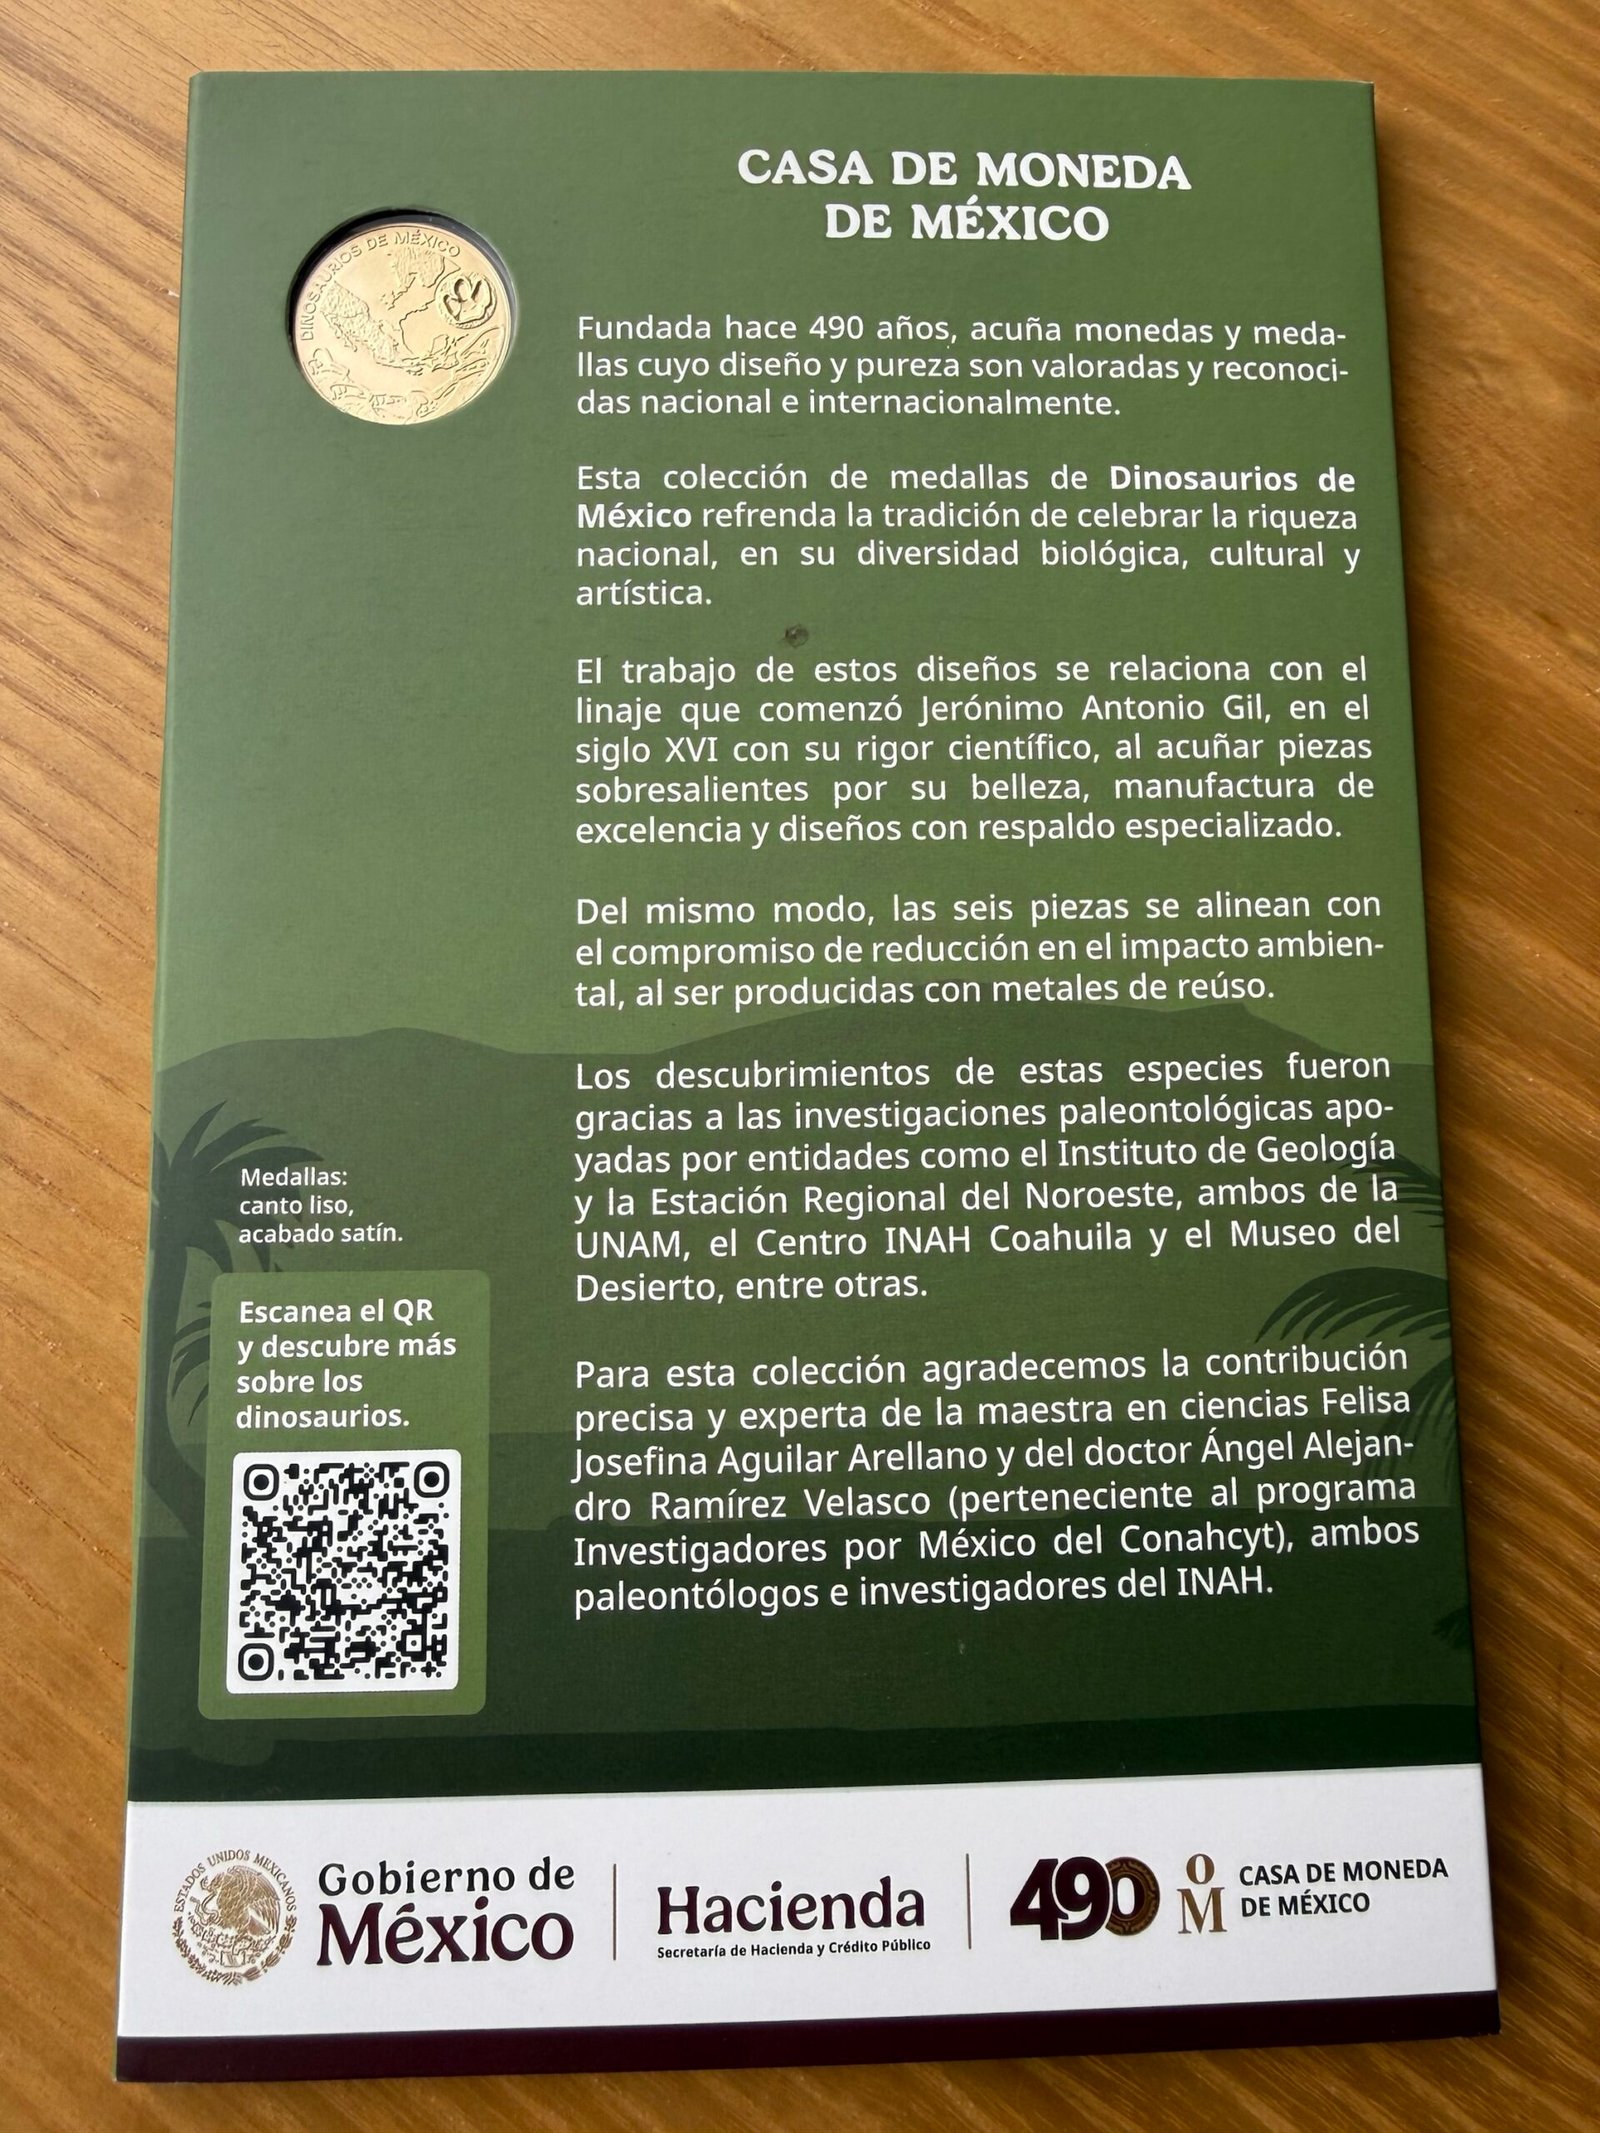 CASA DE MONEDA
DE MÉXICO
DINOSAURIOS DE MÉXICO
Fundada hace 490 años, acuña monedas y meda-
llas cuyo diseño y pureza son valoradas y reconoci-
das nacional e internacionalmente.
Esta colección de medallas de Dinosaurios de
México refrenda la tradición de celebrar la riqueza
nacional, en su diversidad biológica, cultural y
artística.
El trabajo de estos diseños se relaciona con el
linaje que comenzó Jerónimo Antonio Gil, en el
siglo XVI con su rigor científico, al acuñar piezas
sobresalientes por su belleza, manufactura de
excelencia y diseños con respaldo especializado.
Del mismo modo, las seis piezas se alinean con
el compromiso de reducción en el impacto ambien-
tal, al ser producidas con metales de reúso.
Los descubrimientos de estas especies fueron
gracias a las investigaciones paleontológicas apo-
yadas por entidades como el Instituto de Geología
y la Estación Regional del Noroeste, ambos de la
UNAM, el Centro INAH Coahuila y el Museo del
Desierto, entre otras.
Para esta colección agradecemos la contribución
precisa y experta de la maestra en ciencias Felisa
Josefina Aguilar Arellano y del doctor Ángel Alejan-
dro Ramírez Velasco (perteneciente al programa
Investigadores por México del Conahcyt), ambos
paleontólogos e investigadores del INAH.
Medallas:
canto liso,
acabado satín.
Escanea el QR
y descubre más
sobre los
dinosaurios.
ESTADOS UNIDOS MEXICANOS
Gobierno de
México
Hacienda
Secretaría de Hacienda y Crédito Público
490
oM
CASA DE MONEDA
DE MÉXICO